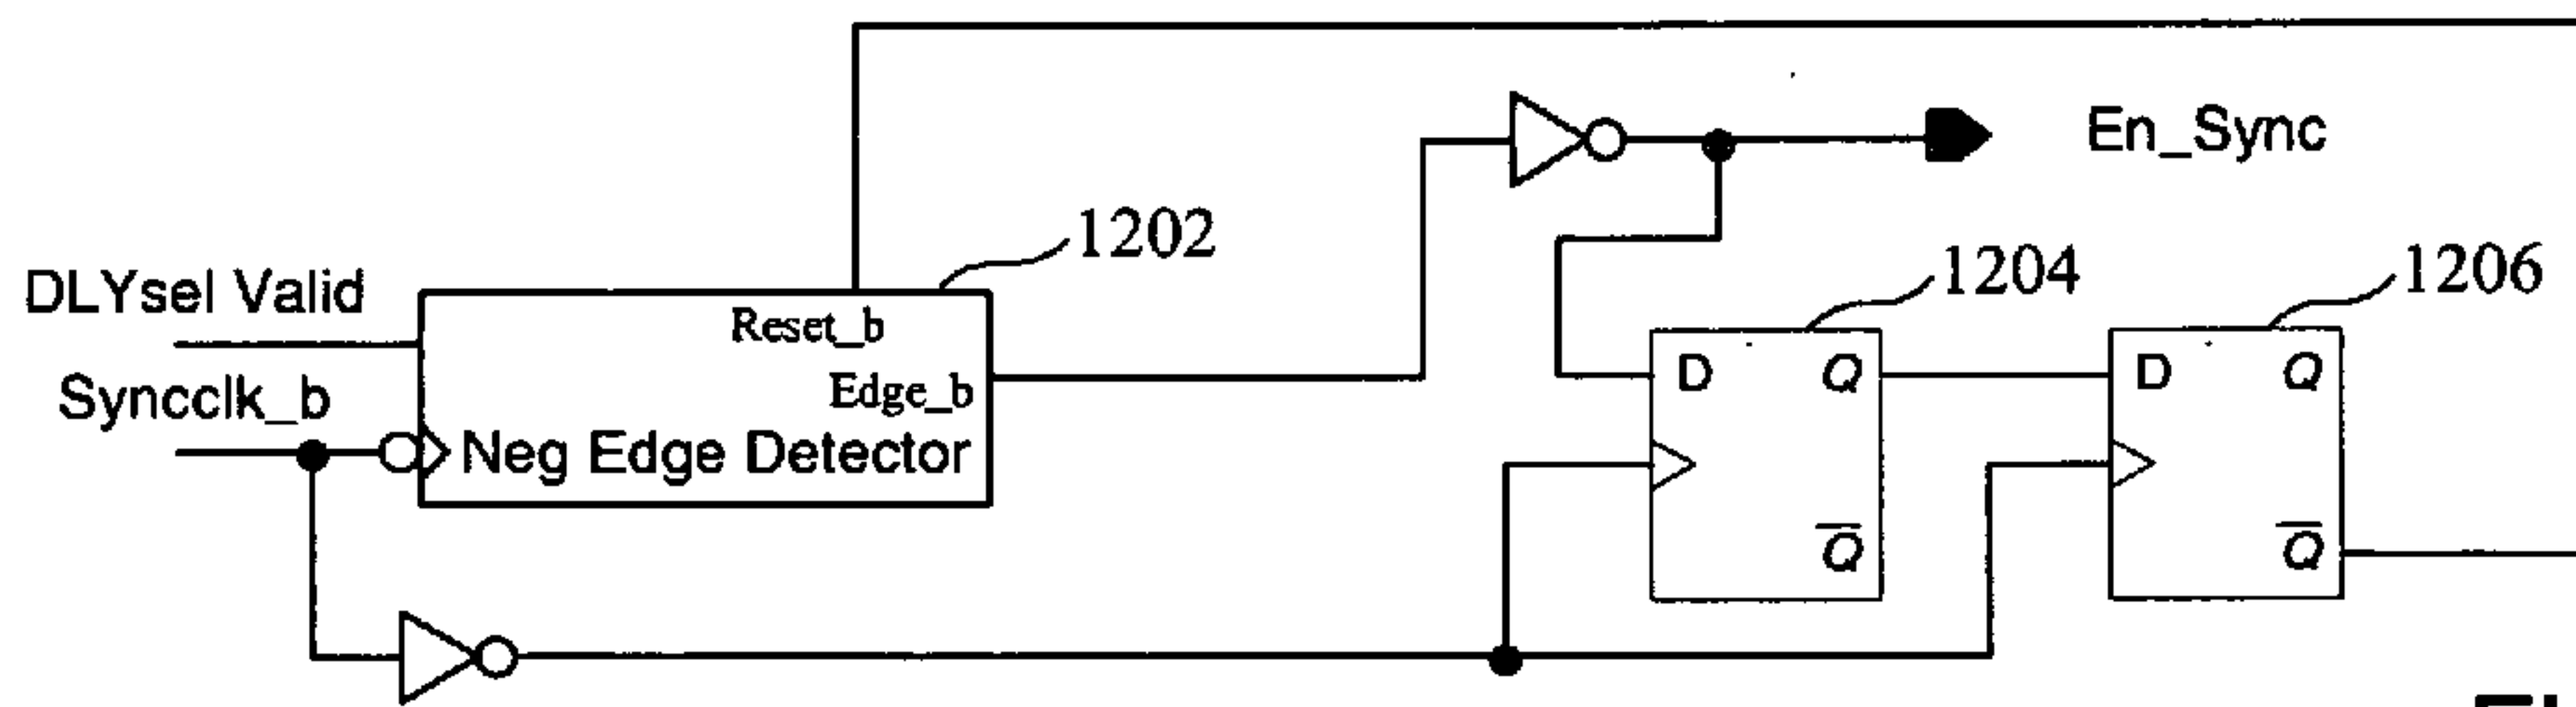 En_Sync
1202
DLYsel Valid
Reset_b
1204
1206
Syncclk_b
Edge_b
D Q
D Q
Neg Edge Detector
Q
Q